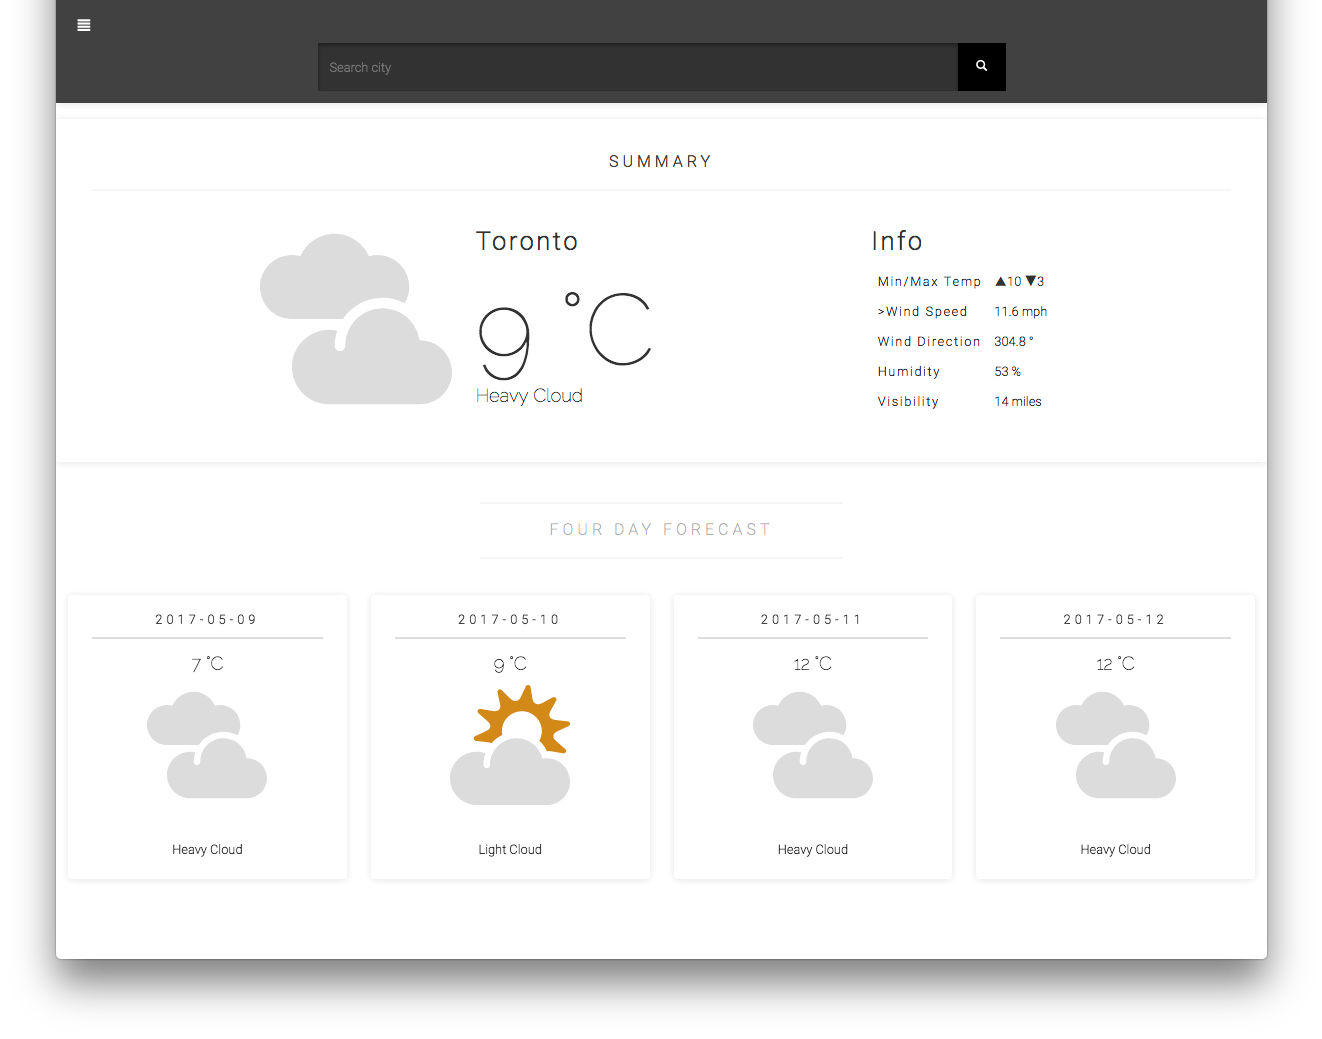 Search city
SUMMARY
Toronto
9 °C
Heavy Cloud
Info
Min/Max Temp ▲10 ▼3
>Wind Speed 11.6 mph
Wind Direction 304.8 °
Humidity 53 %
Visibility 14 miles
FOUR DAY FORECAST
2017-05-09
7 °C
Heavy Cloud
2017-05-10
9 °C
Light Cloud
2017-05-11
12 °C
Heavy Cloud
2017-05-12
12 °C
Heavy Cloud